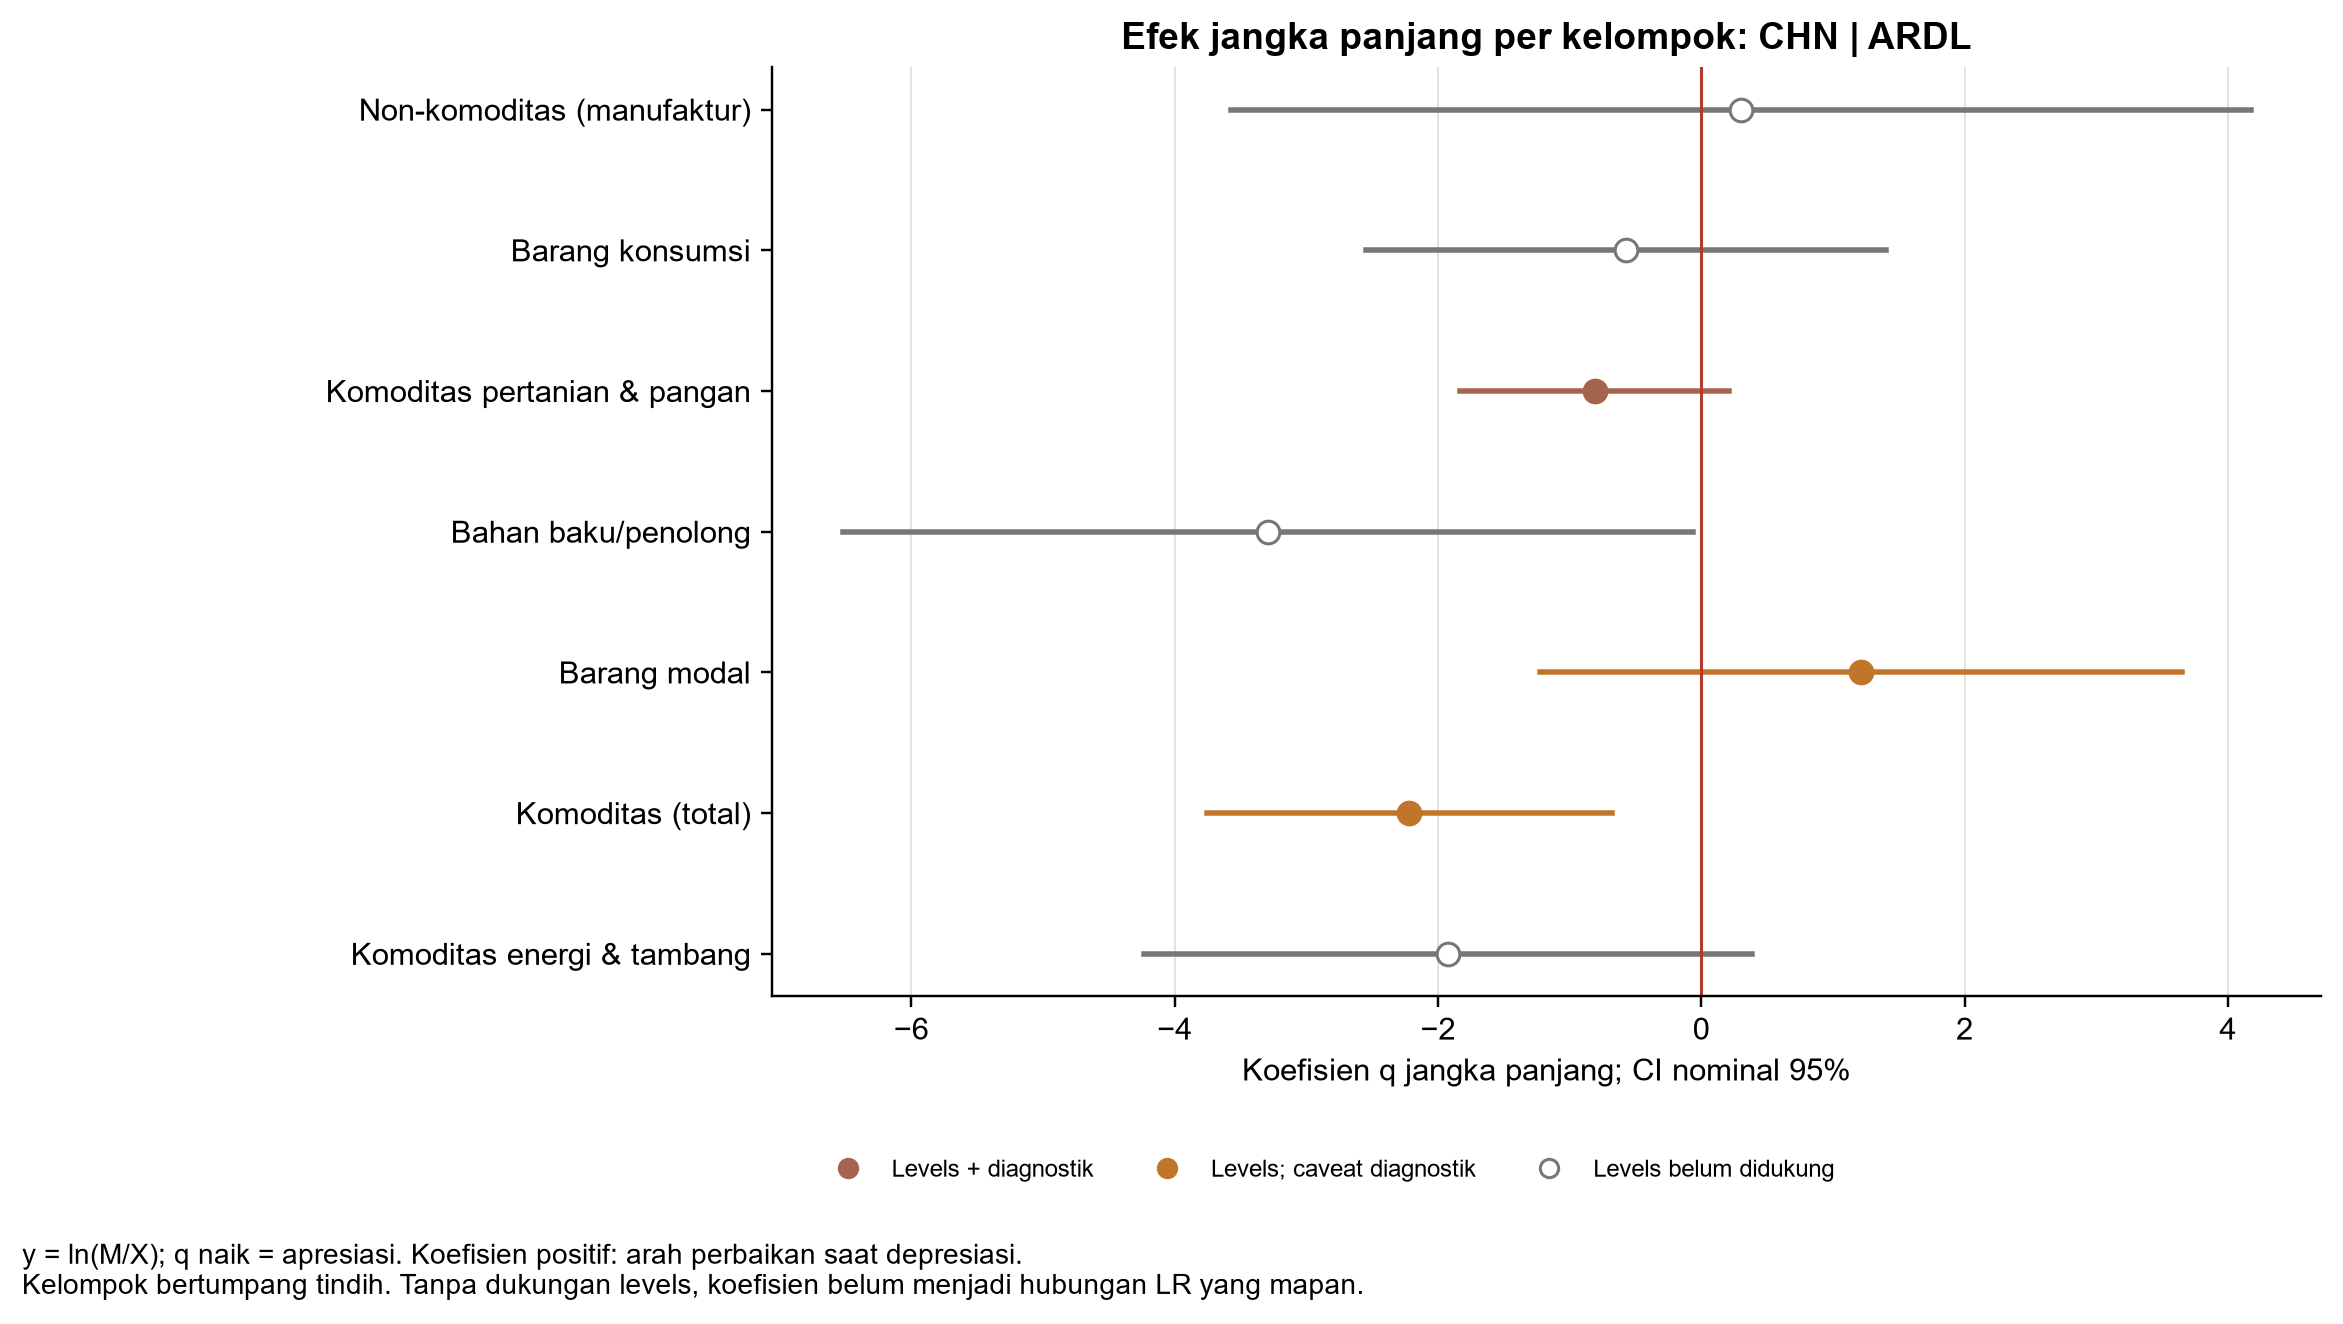 Efek jangka panjang per kelompok: CHN | ARDL
Non-komoditas (manufaktur)
Barang konsumsi
Komoditas pertanian & pangan
Bahan baku/penolong
Barang modal
Komoditas (total)
Komoditas energi & tambang
−6 −4 −2 0 2 4
Koefisien q jangka panjang; CI nominal 95%
Levels + diagnostik Levels; caveat diagnostik Levels belum didukung
y = ln(M/X); q naik = apresiasi. Koefisien positif: arah perbaikan saat depresiasi.
Kelompok bertumpang tindih. Tanpa dukungan levels, koefisien belum menjadi hubungan LR yang mapan.